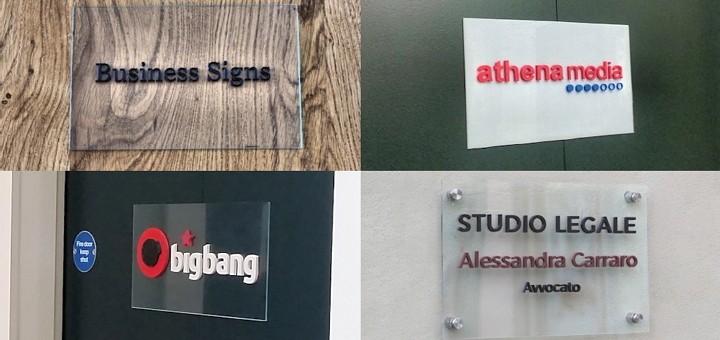 Business Signs
athena media
bigbang
Fire door
keep
shut
STUDIO LEGALE
Alessandra Carraro
Avvocato